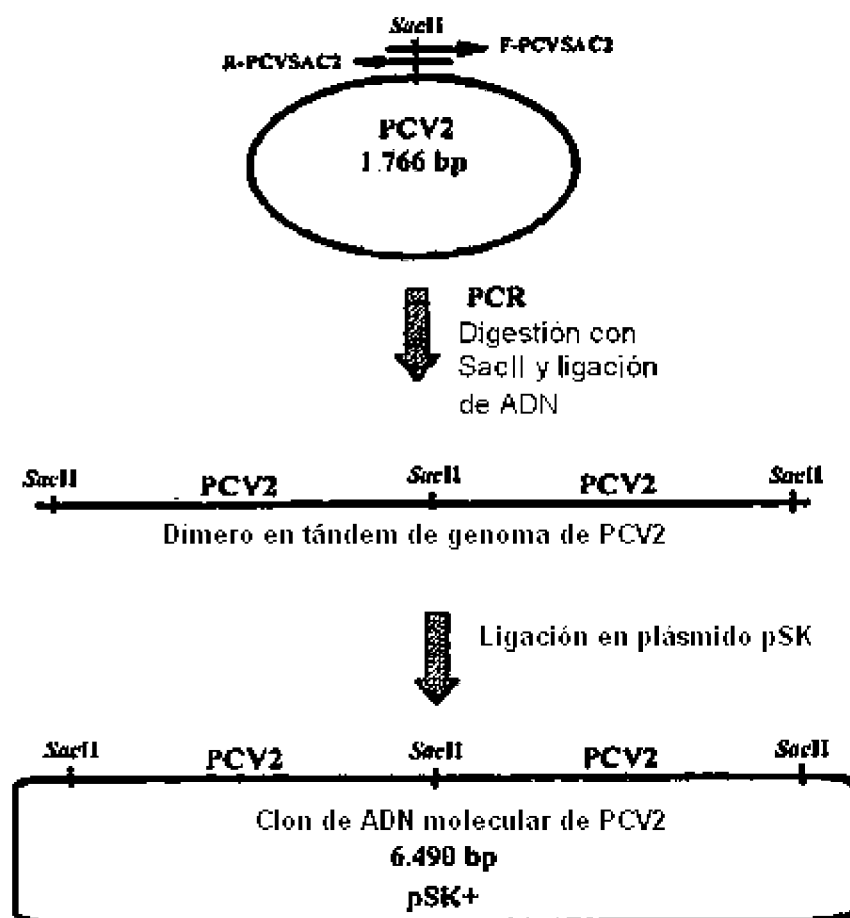 SacII
R-PCVSAC2
F-PCVSAC2
PCV2
1.766 bp
PCR
Digestión con
SacII y ligación
de ADN
SacII PCV2 SacII PCV2 SacII
Dímero en tándem de genoma de PCV2
Ligación en plásmido pSK
SacII PCV2 SacII PCV2 SacII
Clon de ADN molecular de PCV2
6.490 bp
pSK+